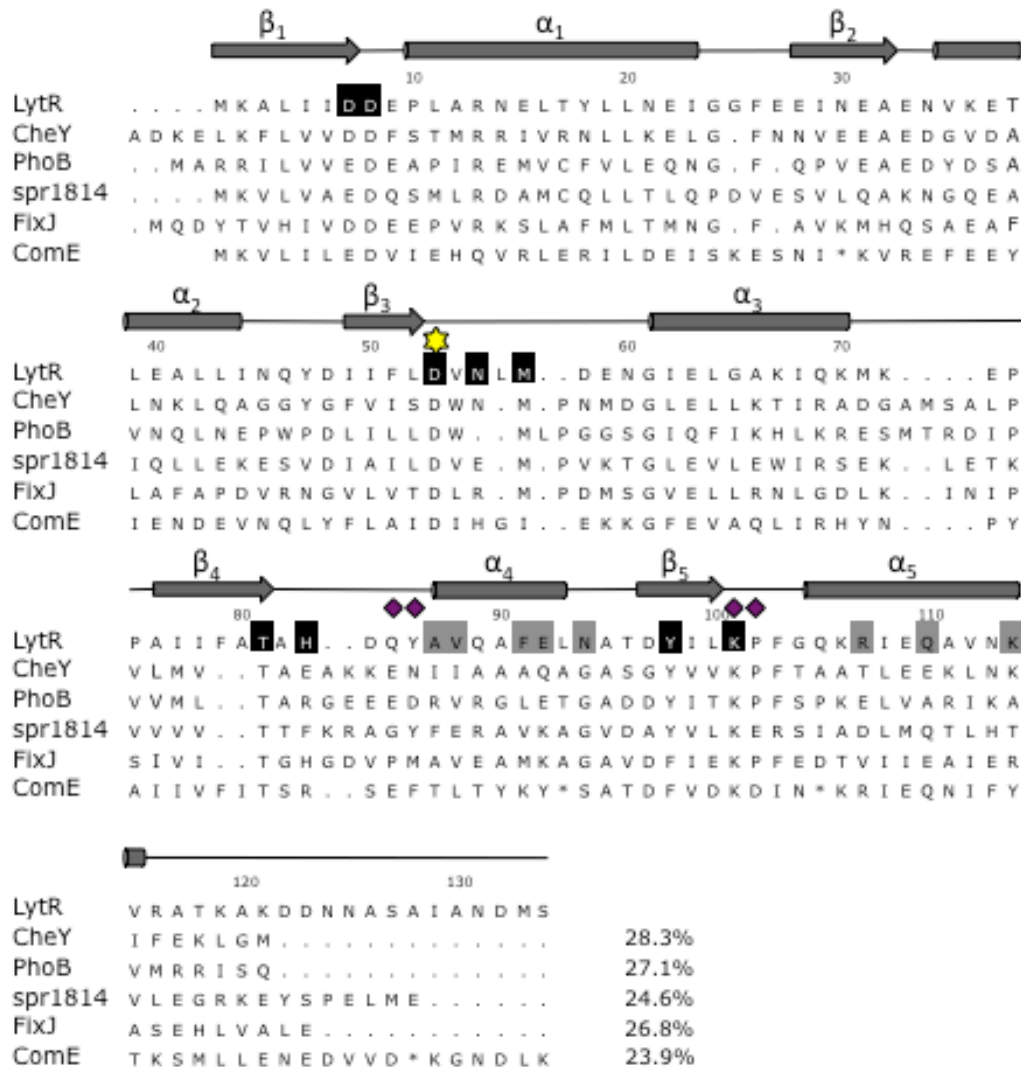 β1 α1 β2
10 20 30
LytR . . . . M K A L I I D D E P L A R N E L T Y L L N E I G G F E E I N E A E N V K E T
CheY A D K E L K F L V V D D F S T M R R I V R N L L K E L G . F N N V E E A E D G V D A
PhoB . . M A R R I L V V E D E A P I R E M V C F V L E Q N G . F . Q P V E A E D Y D S A
spr1814 . . . . M K V L V A E D Q S M L R D A M C Q L L T L Q P D V E S V L Q A K N G Q E A
FixJ . M Q D Y T V H I V D D E E P V R K S L A F M L T M N G . F . A V K M H Q S A E A F
ComE M K V L I L E D V I E H Q V R L E R I L D E I S K E S N I * K V R E F E E Y
α2 β3 α3
40 50 60 70
LytR L E A L L I N Q Y D I I F L D V N L M . . D E N G I E L G A K I Q K M K . . . . E P
CheY L N K L Q A G G Y G F V I S D W N . M . P N M D G L E L L K T I R A D G A M S A L P
PhoB V N Q L N E P W P D L I L L D W . . M L P G G S G I Q F I K H L K R E S M T R D I P
spr1814 I Q L L E K E S V D I A I L D V E . M . P V K T G L E V L E W I R S E K . . L E T K
FixJ L A F A P D V R N G V L V T D L R . M . P D M S G V E L L R N L G D L K . . I N I P
ComE I E N D E V N Q L Y F L A I D I H G I . . E K K G F E V A Q L I R H Y N . . . . P Y
β4 α4 β5 α5
80 90 100 110
LytR P A I I F A T A H . . D Q Y A V Q A F E L N A T D Y I L K P F G Q K R I E Q A V N K
CheY V L M V . . T A E A K K E N I I A A A Q A G A S G Y V V K P F T A A T L E E K L N K
PhoB V V M L . . T A R G E E E D R V R G L E T G A D D Y I T K P F S P K E L V A R I K A
spr1814 V V V V . . T T F K R A G Y F E R A V K A G V D A Y V L K E R S I A D L M Q T L H T
FixJ S I V I . . T G H G D V P M A V E A M K A G A V D F I E K P F E D T V I I E A I E R
ComE A I I V F I T S R . . S E F T L T Y K Y * S A T D F V D K D I N * K R I E Q N I F Y
120 130
LytR V R A T K A K D D N N A S A I A N D M S
CheY I F E K L G M . . . . . . . . . . . . . 28.3%
PhoB V M R R I S Q . . . . . . . . . . . . . 27.1%
spr1814 V L E G R K E Y S P E L M E . . . . . . 24.6%
FixJ A S E H L V A L E . . . . . . . . . . . 26.8%
ComE T K S M L L E N E D V V D * K G N D L K 23.9%